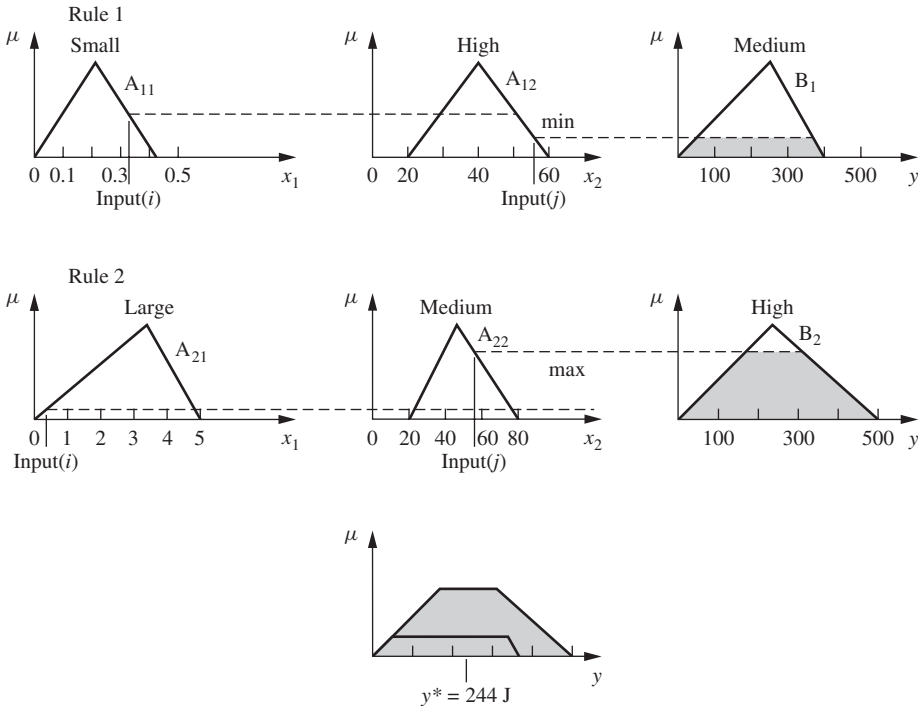 Rule 1
μ Small A₁₁ 0 0.1 0.3 0.5 x₁ Input(i)
μ High A₁₂ min 0 20 40 60 x₂ Input(j)
μ Medium B₁ 100 300 500 y
Rule 2
μ Large A₂₁ 0 1 2 3 4 5 x₁ Input(i)
μ Medium A₂₂ max 0 20 40 60 80 x₂ Input(j)
μ High B₂ 100 300 500 y
μ y
y* = 244 J